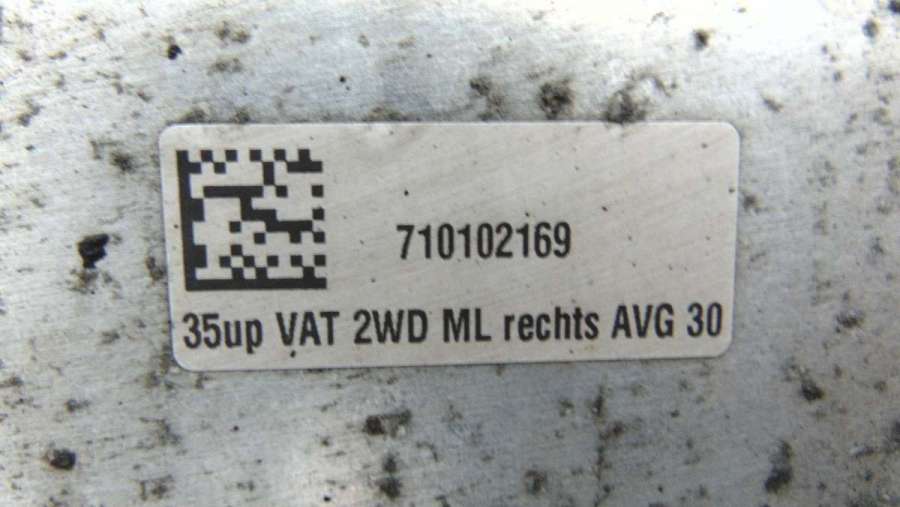 710102169
35up VAT 2WD ML rechts AVG 30